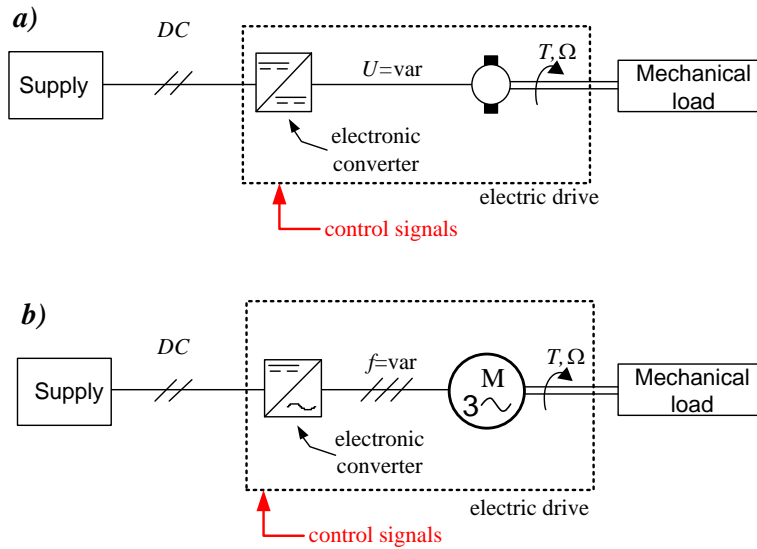 a)
DC
Supply
U=var
T, Ω
Mechanical
load
electronic
converter
electric drive
control signals
b)
DC
Supply
f=var
M
3
T, Ω
Mechanical
load
electronic
converter
electric drive
control signals